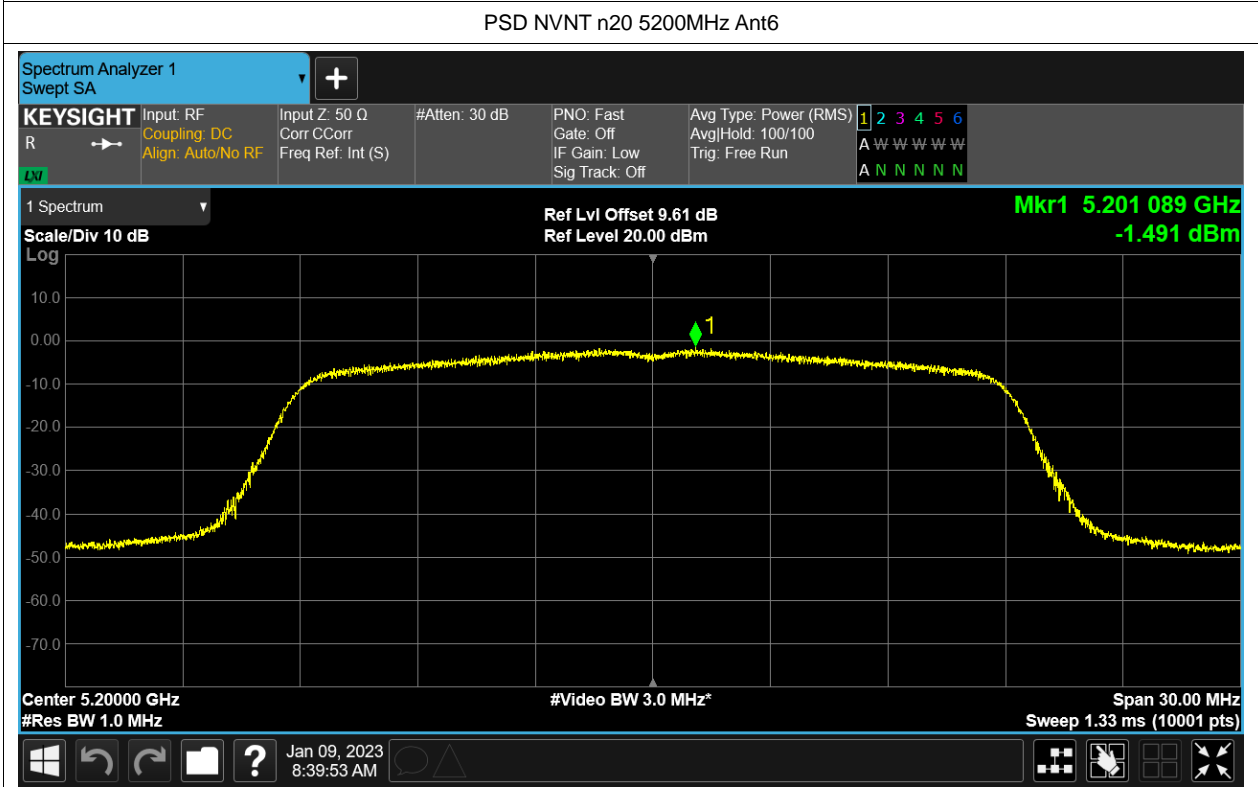 PSD NVNT n20 5200MHz Ant6
Spectrum Analyzer 1
Swept SA
KEYSIGHT
R
LXI
Input: RF
Coupling: DC
Align: Auto/No RF
Input Z: 50 Ω
Corr CCorr
Freq Ref: Int (S)
#Atten: 30 dB
PNO: Fast
Gate: Off
IF Gain: Low
Sig Track: Off
Avg Type: Power (RMS)
Avg|Hold: 100/100
Trig: Free Run
1 2 3 4 5 6
A W W W W W
A N N N N N
1 Spectrum
Scale/Div 10 dB
Log
Ref Lvl Offset 9.61 dB
Ref Level 20.00 dBm
Mkr1 5.201 089 GHz
-1.491 dBm
1
10.0
0.00
-10.0
-20.0
-30.0
-40.0
-50.0
-60.0
-70.0
Center 5.20000 GHz
#Res BW 1.0 MHz
#Video BW 3.0 MHz*
Span 30.00 MHz
Sweep 1.33 ms (10001 pts)
?
Jan 09, 2023
8:39:53 AM